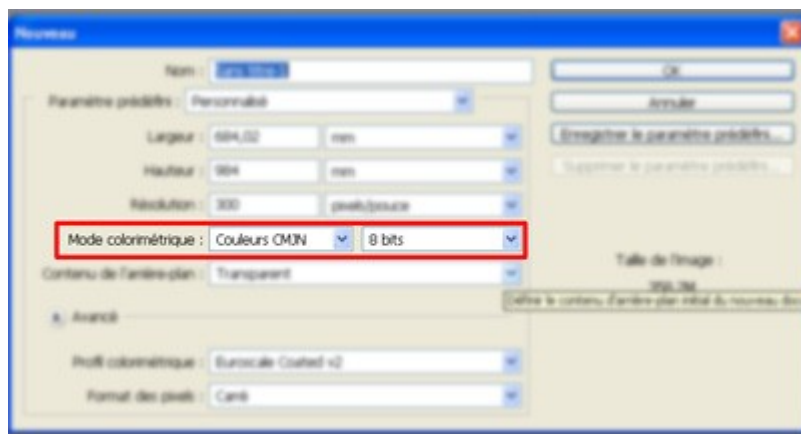 Nouveau
Nom :
OK
Paramètre prédéfini : Personnalisé
Annuler
Largeur : 684,02 mm
Enregistrer le paramètre prédéfini...
Hauteur : 984 mm
Supprimer le paramètre prédéfini...
Résolution : 300 pixels/pouce
Mode colorimétrique : Couleurs CMJN 8 bits
Taille de l'image :
Contenu de l'arrière-plan : Transparent
Définir le contenu d'arrière-plan initial du nouveau
Avancé
Profil colorimétrique : Euroscale Coated v2
Format des pixels : Carré